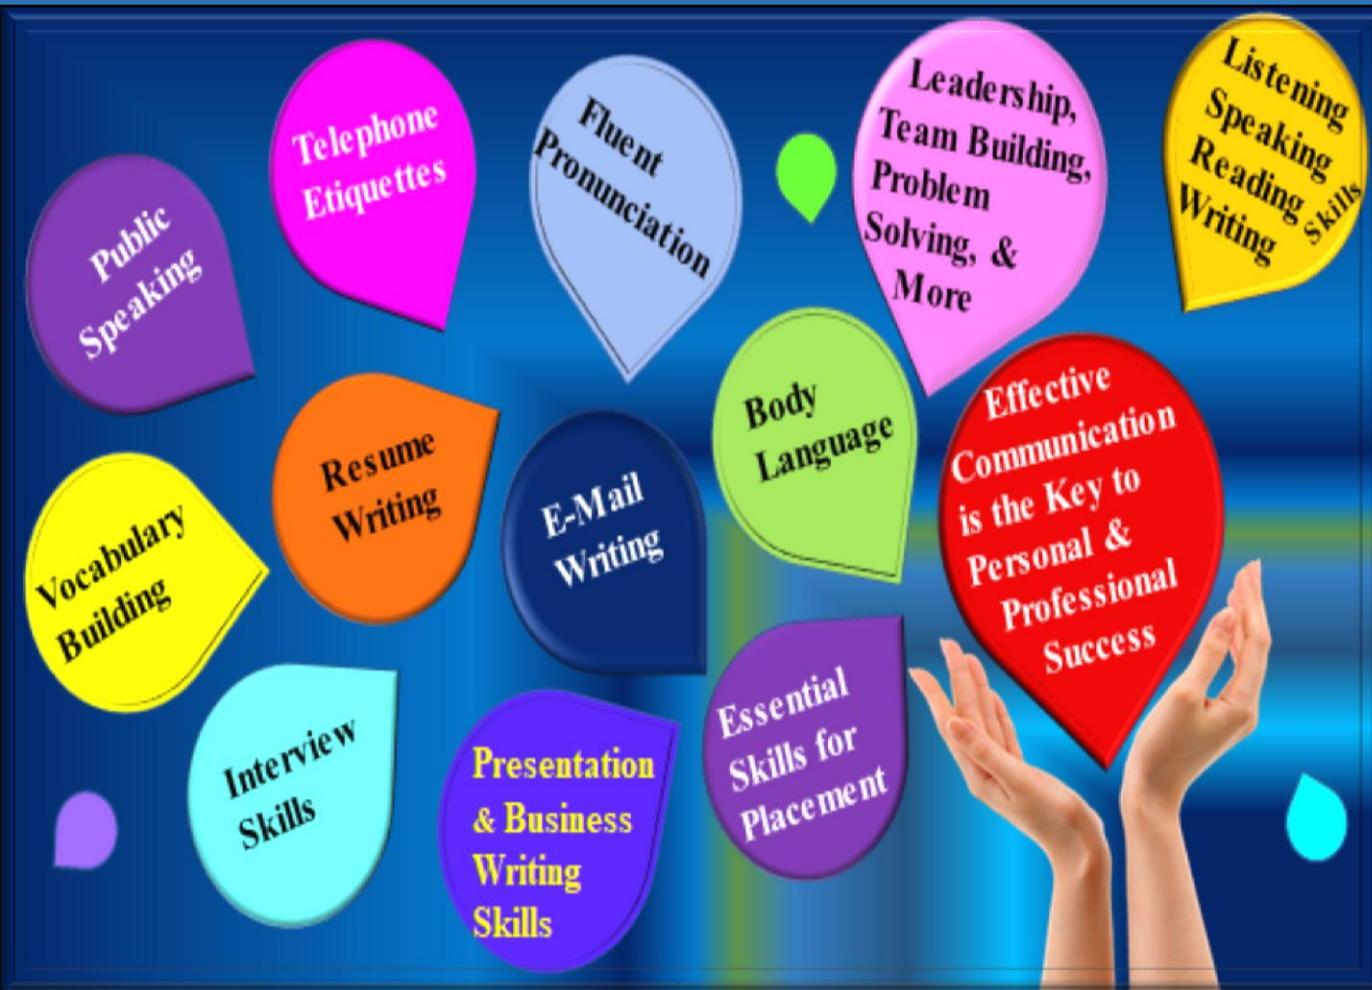 Public
Speaking
Telephone
Etiquettes
Fluent
Pronunciation
Leadership,
Team Building,
Problem
Solving, &
More
Listening
Speaking
Reading
Writing
Skills
Vocabulary
Building
Resume
Writing
E-Mail
Writing
Body
Language
Effective
Communication
is the Key to
Personal &
Professional
Success
Interview
Skills
Presentation
& Business
Writing
Skills
Essential
Skills for
Placement